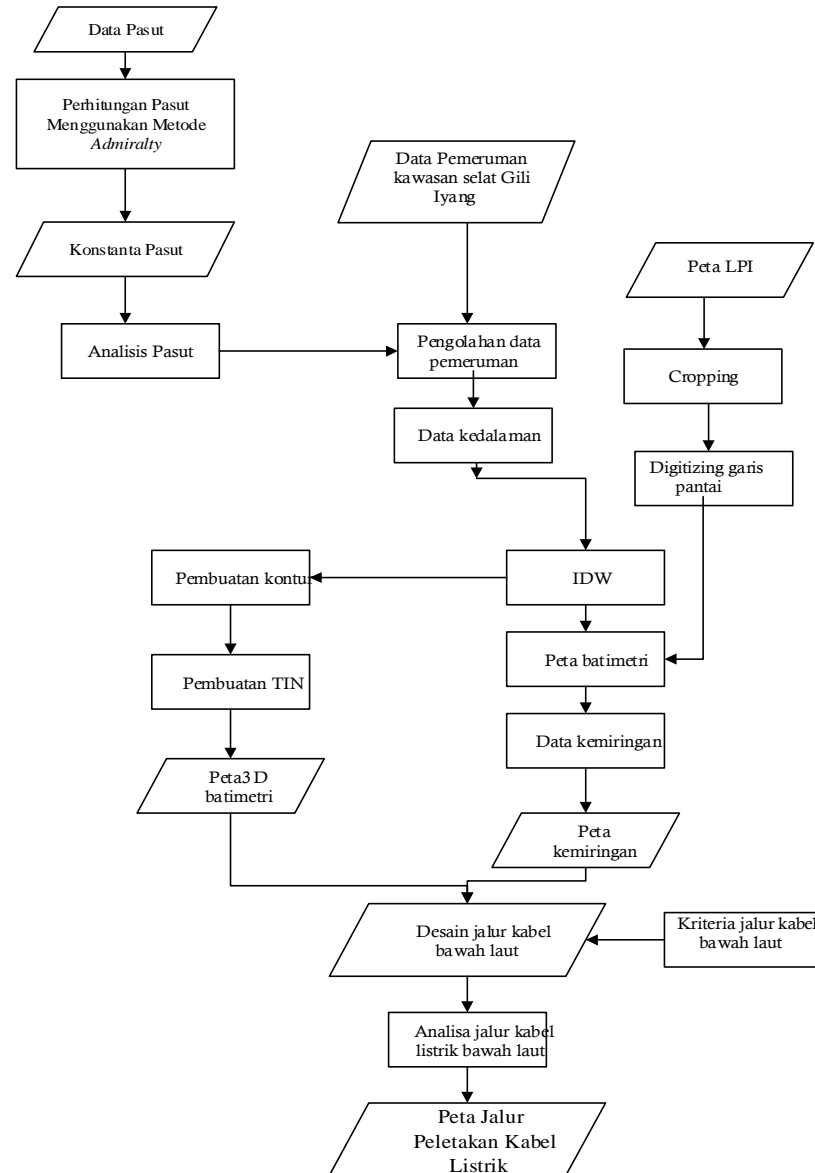 Data Pasut
Perhitungan Pasut
Menggunakan Metode
Admiralty
Konstanta Pasut
Analisis Pasut
Data Pemeruman
kawasan selat Gili
Iyang
Pengolahan data
pemeruman
Data kedalaman
Peta LPI
Cropping
Digitizing garis
pantai
IDW
Pembuatan kontur
Pembuatan TIN
Peta3D
batimetri
Peta batimetri
Data kemiringan
Peta
kemiringan
Desain jalur kabel
bawah laut
Kriteria jalur kabel
bawah laut
Analisa jalur kabel
listrik bawah laut
Peta Jalur
Peletakan Kabel
Listrik